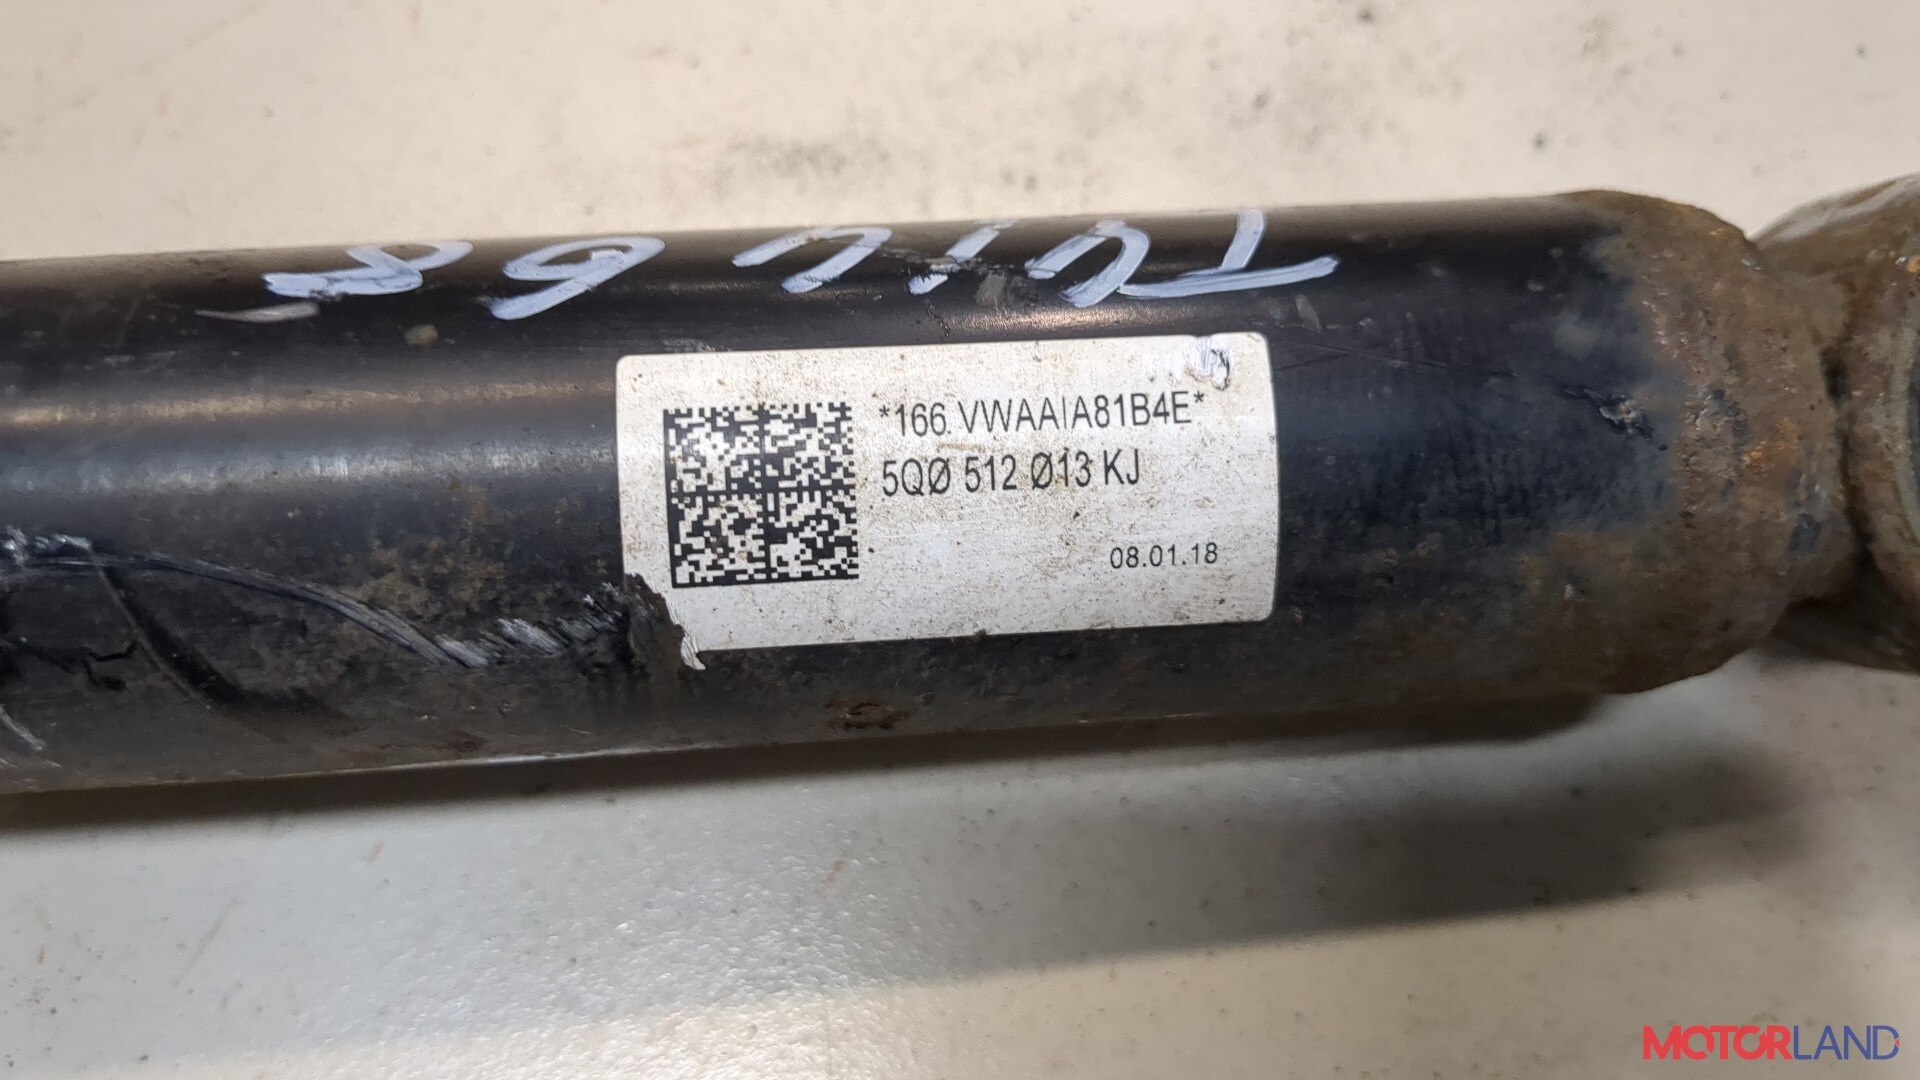 *166 VWAAIA81B4E*
5QØ 512 Ø13 KJ
08.01.18
MOTORLAND